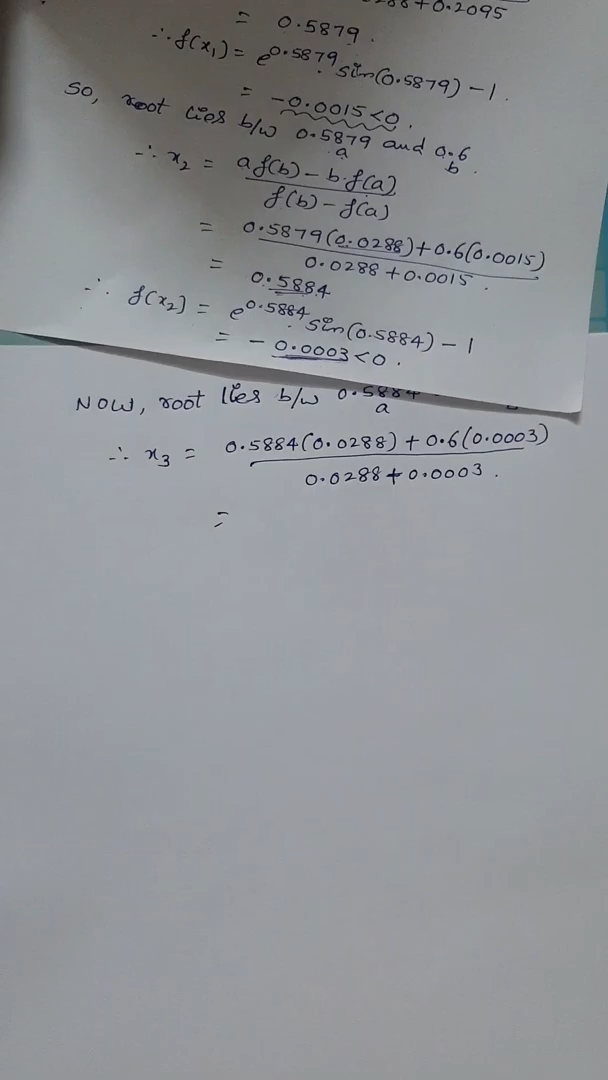 +0.2095
= 0.5879.
∴ f(x₁) = e^0.5879 sin(0.5879) - 1.
= -0.0015 < 0.
So, root lies b/w 0.5879 and 0.6
a b.
∴ x₂ = a f(b) - b. f(a)
f(b) - f(a)
= 0.5879(0.0288) + 0.6(0.0015)
0.0288 + 0.0015.
= 0.5884
∴ f(x₂) = e^0.5884 sin(0.5884) - 1
= - 0.0003 < 0.
Now, root lies b/w 0.5884
a
∴ x₃ = 0.5884(0.0288) + 0.6(0.0003)
0.0288 + 0.0003.
=